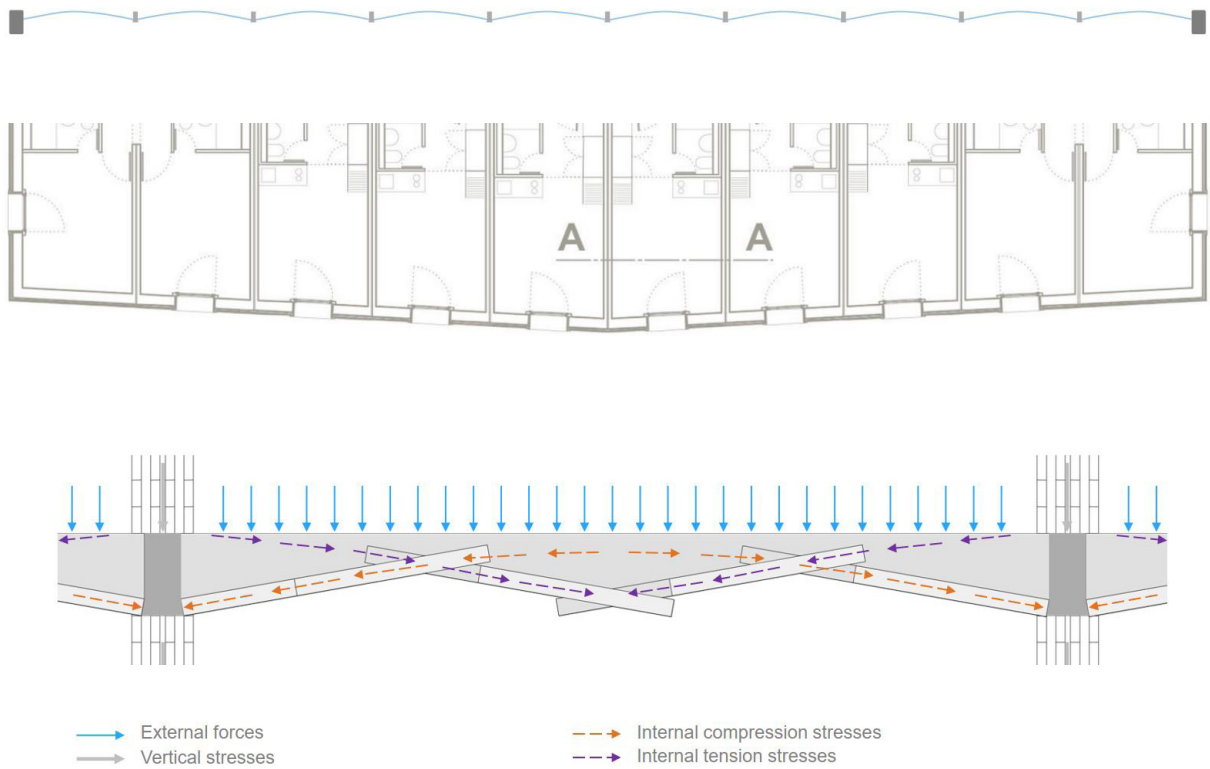 A A
External forces
Vertical stresses
Internal compression stresses
Internal tension stresses